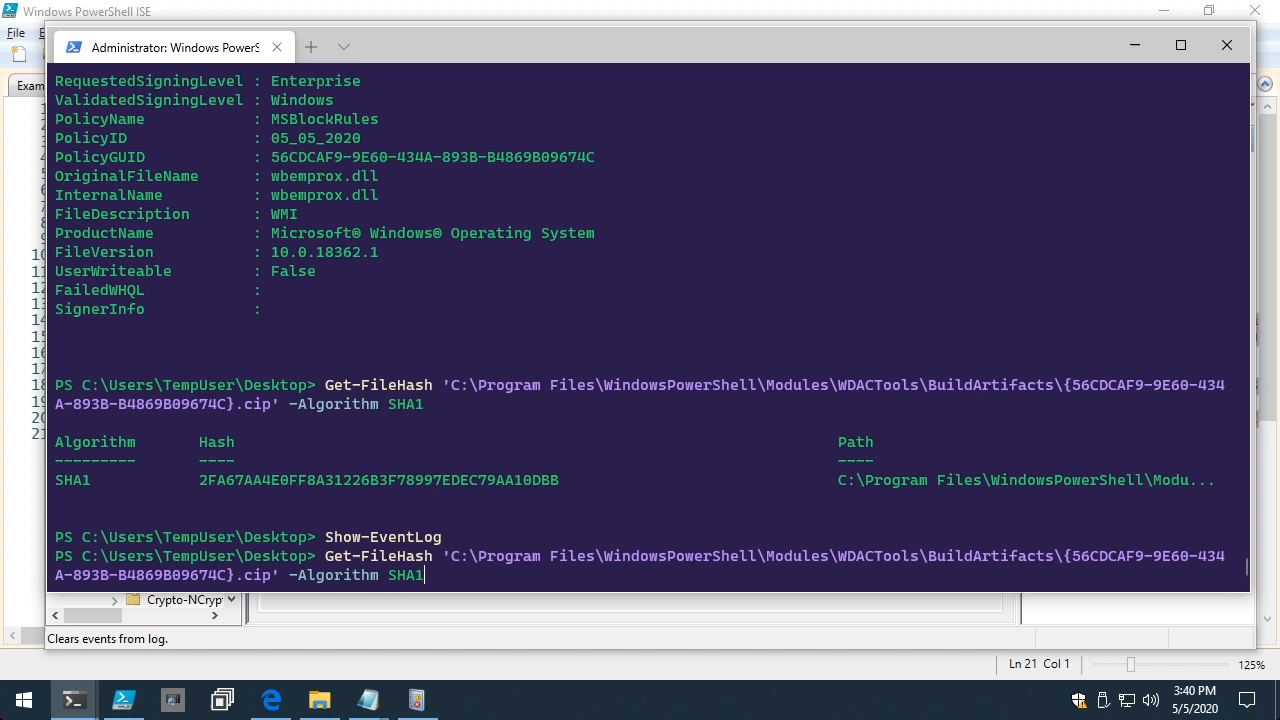 Windows PowerShell ISE
File
Administrator: Windows PowerS
Exam
RequestedSigningLevel : Enterprise
ValidatedSigningLevel : Windows
PolicyName : MSBlockRules
PolicyID : 05_05_2020
PolicyGUID : 56CDCAF9-9E60-434A-893B-B4869B09674C
OriginalFileName : wbemprox.dll
InternalName : wbemprox.dll
FileDescription : WMI
ProductName : Microsoft® Windows® Operating System
FileVersion : 10.0.18362.1
UserWriteable : False
FailedWHQL :
SignerInfo :
PS C:\Users\TempUser\Desktop> Get-FileHash 'C:\Program Files\WindowsPowerShell\Modules\WDACTools\BuildArtifacts\{56CDCAF9-9E60-434
A-893B-B4869B09674C}.cip' -Algorithm SHA1
Algorithm Hash Path
--------- ---- ----
SHA1 2FA67AA4E0FF8A31226B3F78997EDEC79AA10DBB C:\Program Files\WindowsPowerShell\Modu...
PS C:\Users\TempUser\Desktop> Show-EventLog
PS C:\Users\TempUser\Desktop> Get-FileHash 'C:\Program Files\WindowsPowerShell\Modules\WDACTools\BuildArtifacts\{56CDCAF9-9E60-434
A-893B-B4869B09674C}.cip' -Algorithm SHA1
Crypto-NCryp
Clears events from log.
Ln 21 Col 1 125%
3:40 PM
5/5/2020